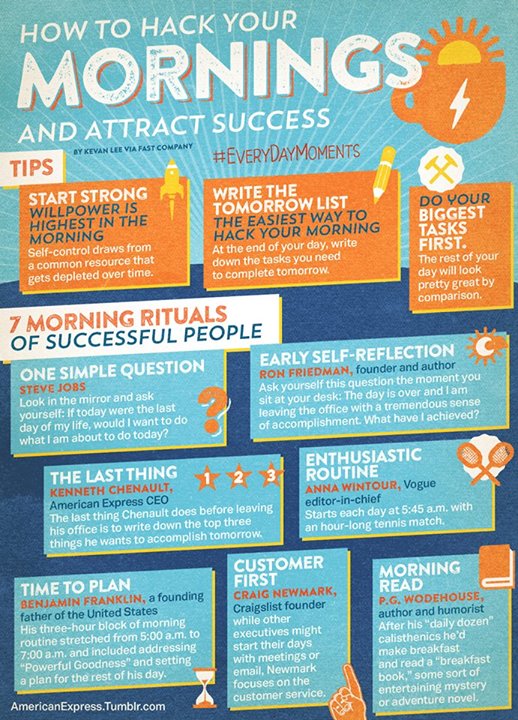 HOW TO HACK YOUR
MORNINGS
AND ATTRACT SUCCESS
BY KEVAN LEE VIA FAST COMPANY
#EVERYDAYMOMENTS
TIPS
START STRONG
WILLPOWER IS
HIGHEST IN THE
MORNING
Self-control draws from
a common resource that
gets depleted over time.
WRITE THE
TOMORROW LIST
THE EASIEST WAY TO
HACK YOUR MORNING
At the end of your day, write
down the tasks you need
to complete tomorrow.
DO YOUR
BIGGEST
TASKS
FIRST.
The rest of your
day will look
pretty great by
comparison.
7 MORNING RITUALS
OF SUCCESSFUL PEOPLE
ONE SIMPLE QUESTION
STEVE JOBS
Look in the mirror and ask
yourself: If today were the last
day of my life, would I want to do
what I am about to do today?
?
EARLY SELF-REFLECTION
RON FRIEDMAN, founder and author
Ask yourself this question the moment you
sit at your desk: The day is over and I am
leaving the office with a tremendous sense
of accomplishment. What have I achieved?
THE LAST THING
KENNETH CHENAULT,
American Express CEO
The last thing Chenault does before leaving
his office is to write down the top three
things he wants to accomplish tomorrow.
1 2 3
ENTHUSIASTIC
ROUTINE
ANNA WINTOUR, Vogue
editor-in-chief
Starts each day at 5:45 a.m. with
an hour-long tennis match.
TIME TO PLAN
BENJAMIN FRANKLIN, a founding
father of the United States
His three-hour block of morning
routine stretched from 5:00 a.m. to
7:00 a.m. and included addressing
“Powerful Goodness” and setting
a plan for the rest of his day.
CUSTOMER
FIRST
CRAIG NEWMARK,
Craigslist founder
while other
executives might
start their days
with meetings or
email, Newmark
focuses on the
customer service.
MORNING
READ
P.G. WODEHOUSE,
author and humorist
After his “daily dozen”
calisthenics he’d
make breakfast
and read a “breakfast
book,” some sort of
entertaining mystery
or adventure novel.
AmericanExpress.Tumblr.com